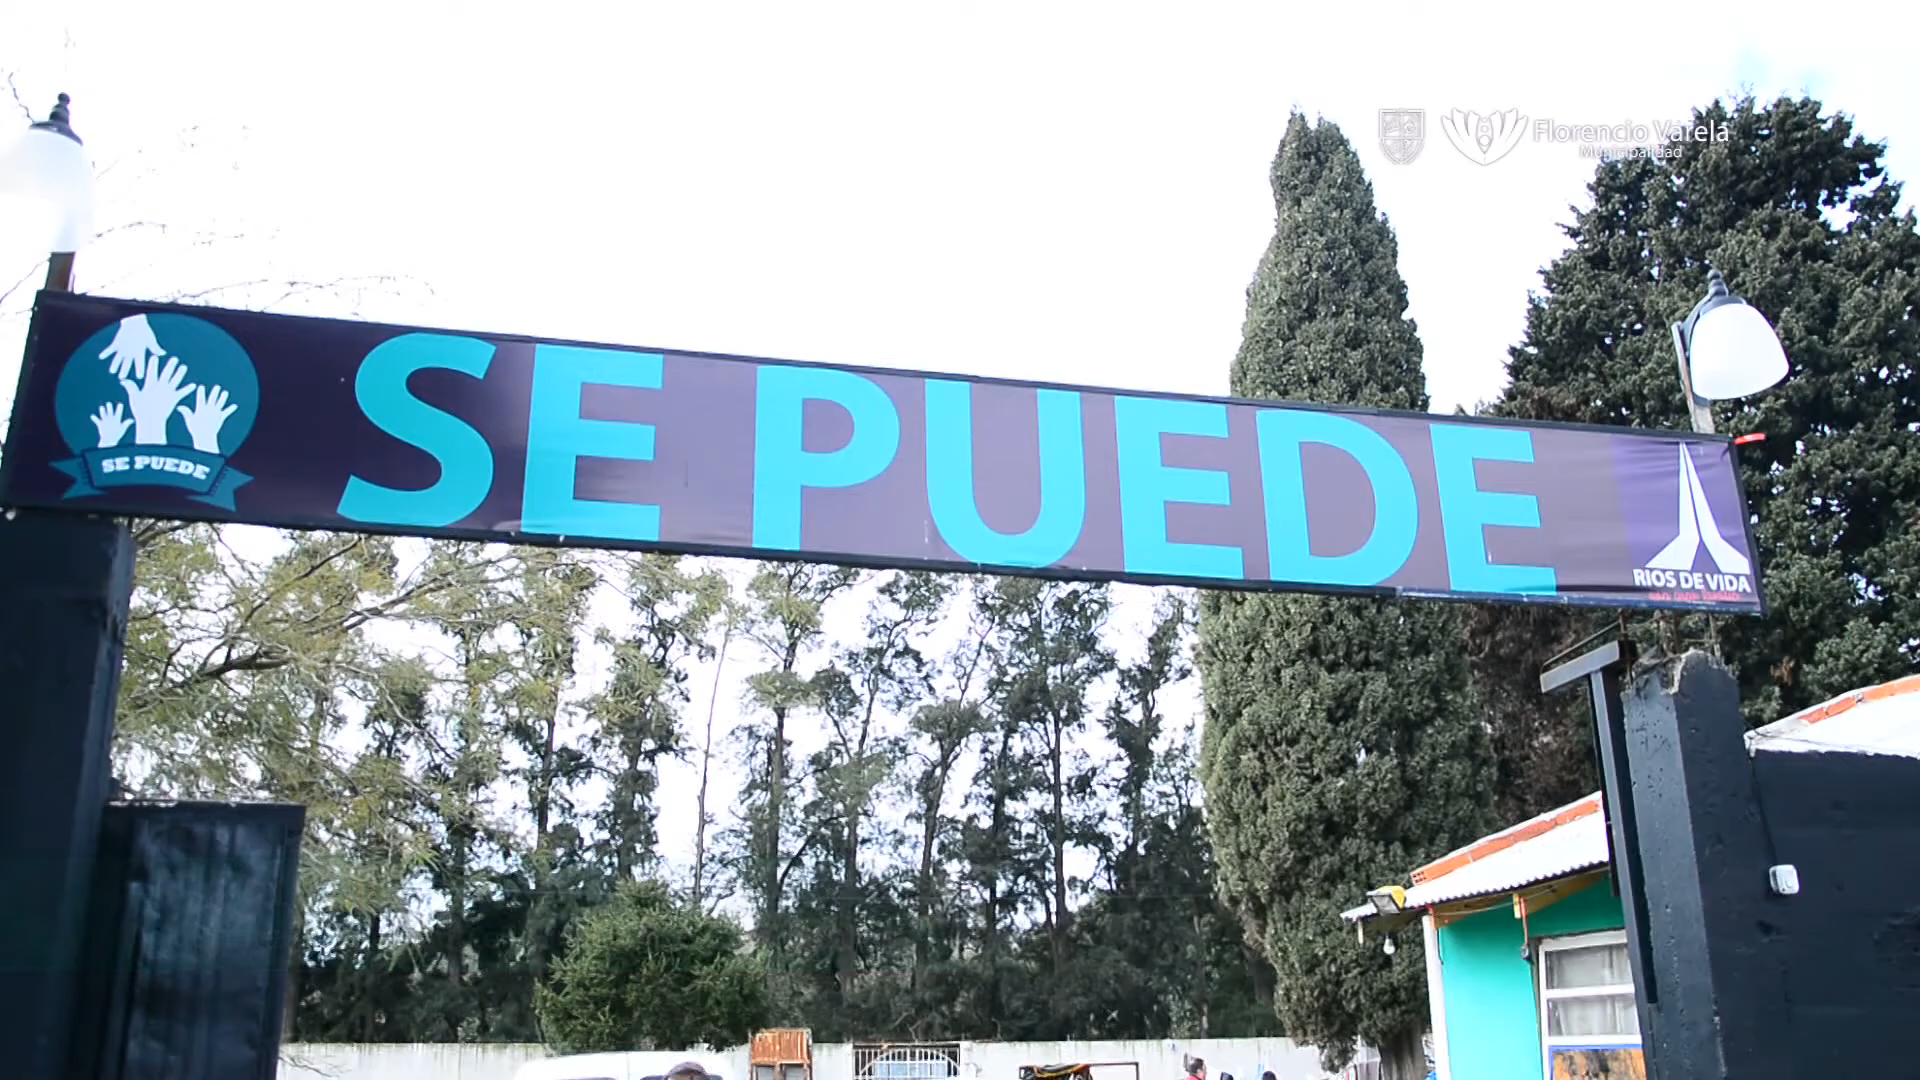 Florencio Varela
Municipalidad
SE PUEDE
SE PUEDE
RIOS DE VIDA